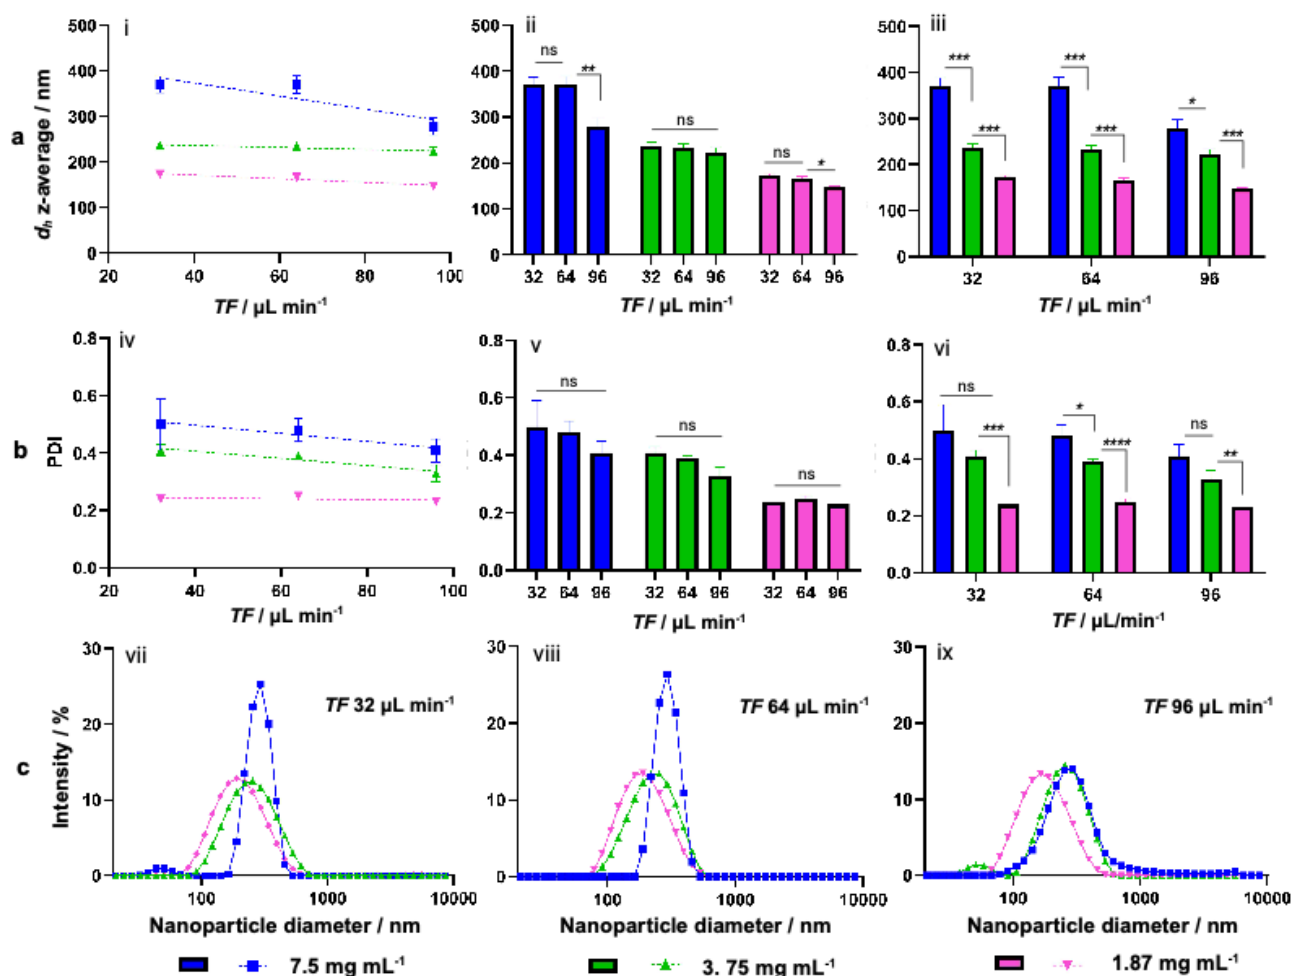 a
i
500
400
300
200
100
0
dh z-average / nm
20 40 60 80 100
TF / µL min-1
ii
500
400
300
200
100
0
ns
**
ns
ns
*
32 64 96 32 64 96 32 64 96
TF / µL min-1
iii
500
400
300
200
100
0
***
***
***
***
*
***
32 64 96
TF / µL min-1
b
iv
0.8
0.6
0.4
0.2
0.0
PDI
20 40 60 80 100
TF / µL min-1
v
0.8
0.6
0.4
0.2
0.0
ns
ns
ns
32 64 96 32 64 96 32 64 96
TF / µL min-1
vi
0.8
0.6
0.4
0.2
0.0
ns
***
*
****
ns
**
32 64 96
TF / µL/min-1
c
vii
30
20
10
0
Intensity / %
TF 32 µL min-1
100 1000 10000
Nanoparticle diameter / nm
viii
30
20
10
0
TF 64 µL min-1
100 1000 10000
Nanoparticle diameter / nm
ix
30
20
10
0
TF 96 µL min-1
100 1000 10000
Nanoparticle diameter / nm
7.5 mg mL-1
3. 75 mg mL-1
1.87 mg mL-1